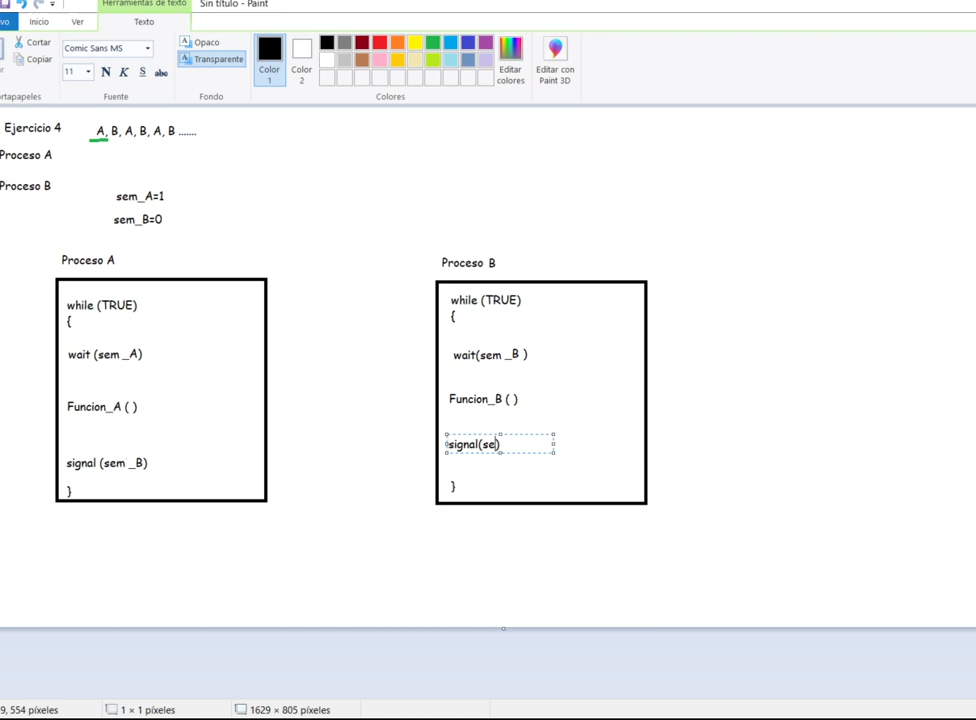 Herramientas de texto
Sin título - Paint
Inicio
Ver
Texto
Cortar
Copiar
Comic Sans MS
11
N K S abc
Fuente
Opaco
Transparente
Fondo
Color 1
Color 2
Colores
Editar colores
Editar con Paint 3D
Ejercicio 4
A, B, A, B, A, B .......
Proceso A
Proceso B
sem_A=1
sem_B=0
Proceso A
while (TRUE)
{
wait (sem _A)
Funcion_A ( )
signal (sem _B)
}
Proceso B
while (TRUE)
{
wait(sem _B )
Funcion_B ( )
signal(se)
}
9, 554 píxeles
1 × 1 píxeles
1629 × 805 píxeles